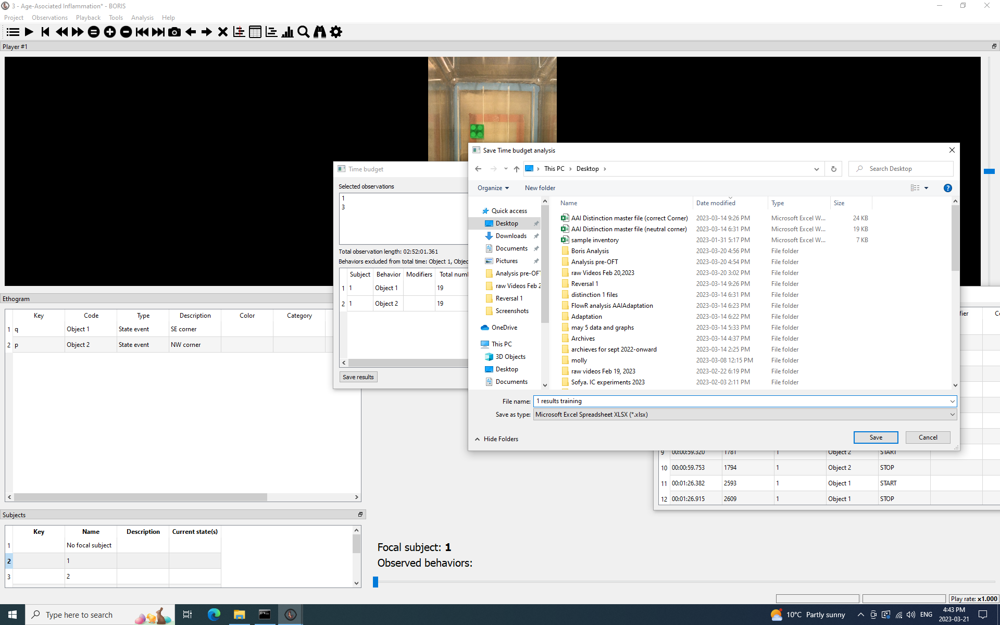 3 - Age-Asociated Inflammation* - BORIS
Project Observations Playback Tools Analysis Help
Player #1
Time budget
Selected observations
1
3
Total observation length: 02:52:01.361
Behaviors excluded from total time: Object 1, Objec
Subject Behavior Modifiers Total num
1 1 Object 1 19
2 1 Object 2 19
Save results
Save Time budget analysis
This PC Desktop
Search Desktop
Organize New folder
Quick access
Desktop
Downloads
Documents
Pictures
Analysis pre-OF
raw Videos Feb 2
Reversal 1
Screenshots
OneDrive
This PC
3D Objects
Desktop
Documents
Name Date modified Type Size
AAI Distinction master file (correct Corner) 2023-03-14 9:26 PM Microsoft Excel W... 24 KB
AAI Distinction master file (neutral corner) 2023-03-14 6:31 PM Microsoft Excel W... 19 KB
sample inventory 2023-01-31 5:17 PM Microsoft Excel W... 7 KB
Boris Analysis 2023-03-20 4:56 PM File folder
Analysis pre-OFT 2023-03-20 4:54 PM File folder
raw Videos Feb 20,2023 2023-03-20 3:02 PM File folder
Reversal 1 2023-03-14 9:26 PM File folder
distinction 1 files 2023-03-14 6:31 PM File folder
FlowR analysis AAIAdaptation 2023-03-14 6:23 PM File folder
Adaptation 2023-03-14 6:22 PM File folder
may 5 data and graphs 2023-03-14 5:33 PM File folder
Archives 2023-03-14 4:37 PM File folder
archieves for sept 2022-onward 2023-03-14 2:25 PM File folder
molly 2023-03-08 12:15 PM File folder
raw videos Feb 19, 2023 2023-02-22 6:19 PM File folder
Sofya. IC experiments 2023 2023-02-03 2:11 PM File folder
File name: 1 results training
Save as type: Microsoft Excel Spreadsheet XLSX (*.xlsx)
Hide Folders
Save Cancel
Ethogram
Key Code Type Description Color Category
1 q Object 1 State event SE corner
2 p Object 2 State event NW corner
fier Co
9 00:00:59.320 1781 1 Object 2 START
10 00:00:59.753 1794 1 Object 2 STOP
11 00:01:26.382 2593 1 Object 1 START
12 00:01:26.915 2609 1 Object 1 STOP
Subjects
Key Name Description Current state(s)
1 No focal subject
2 1
3 2
Focal subject: 1
Observed behaviors:
Play rate: x1.000
Type here to search
10°C Partly sunny
ENG
4:43 PM
2023-03-21